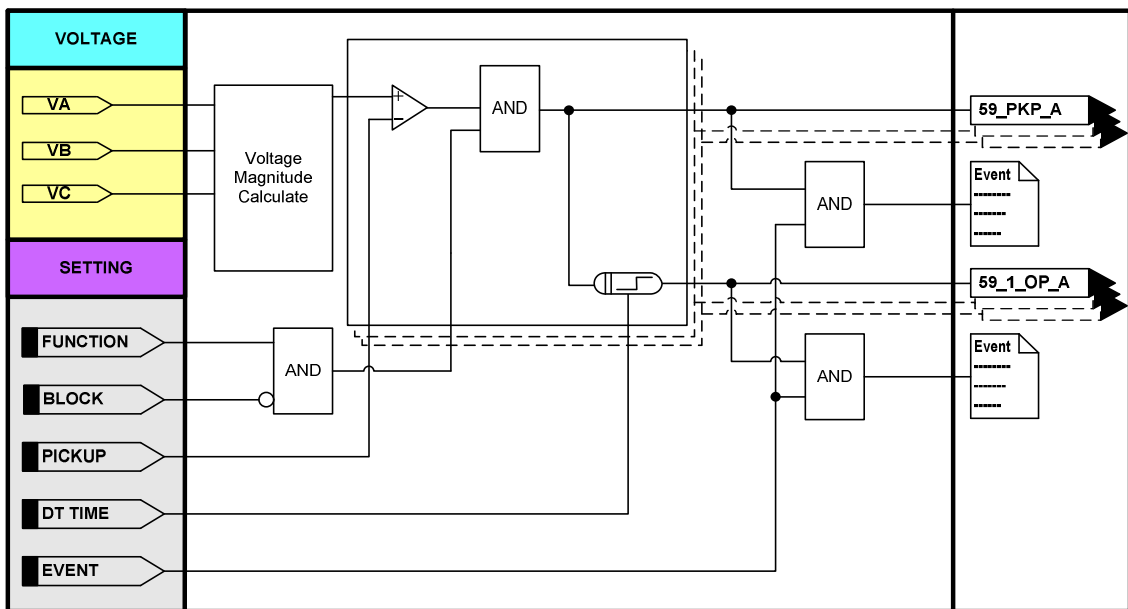 VOLTAGE
VA
VB
VC
SETTING
FUNCTION
BLOCK
PICKUP
DT TIME
EVENT
Voltage
Magnitude
Calculate
+
−
AND
AND
AND
AND
59_PKP_A
Event
59_1_OP_A
Event